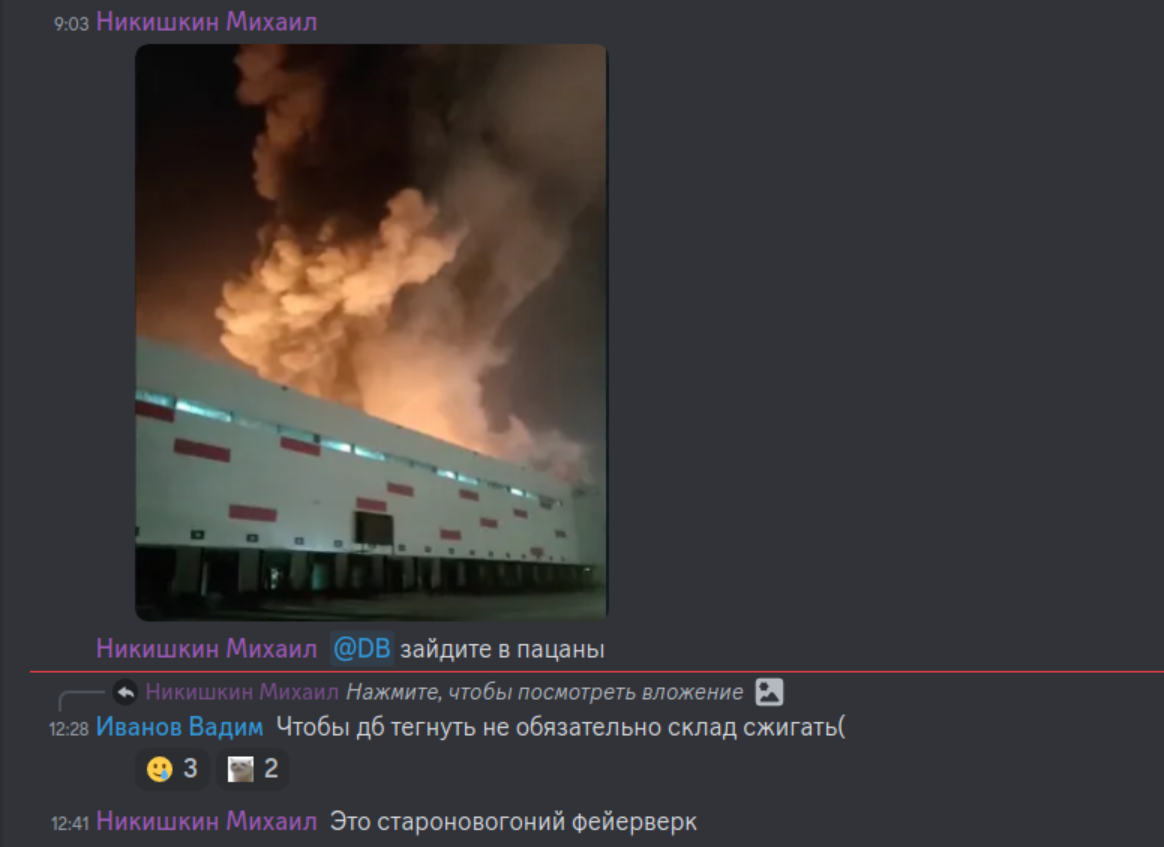 9:03 Никишкин Михаил
Никишкин Михаил @DB зайдите в пацаны
Никишкин Михаил Нажмите, чтобы посмотреть вложение
12:28 Иванов Вадим Чтобы дб тегнуть не обязательно склад сжигать(
3 2
12:41 Никишкин Михаил Это староновогоний фейерверк